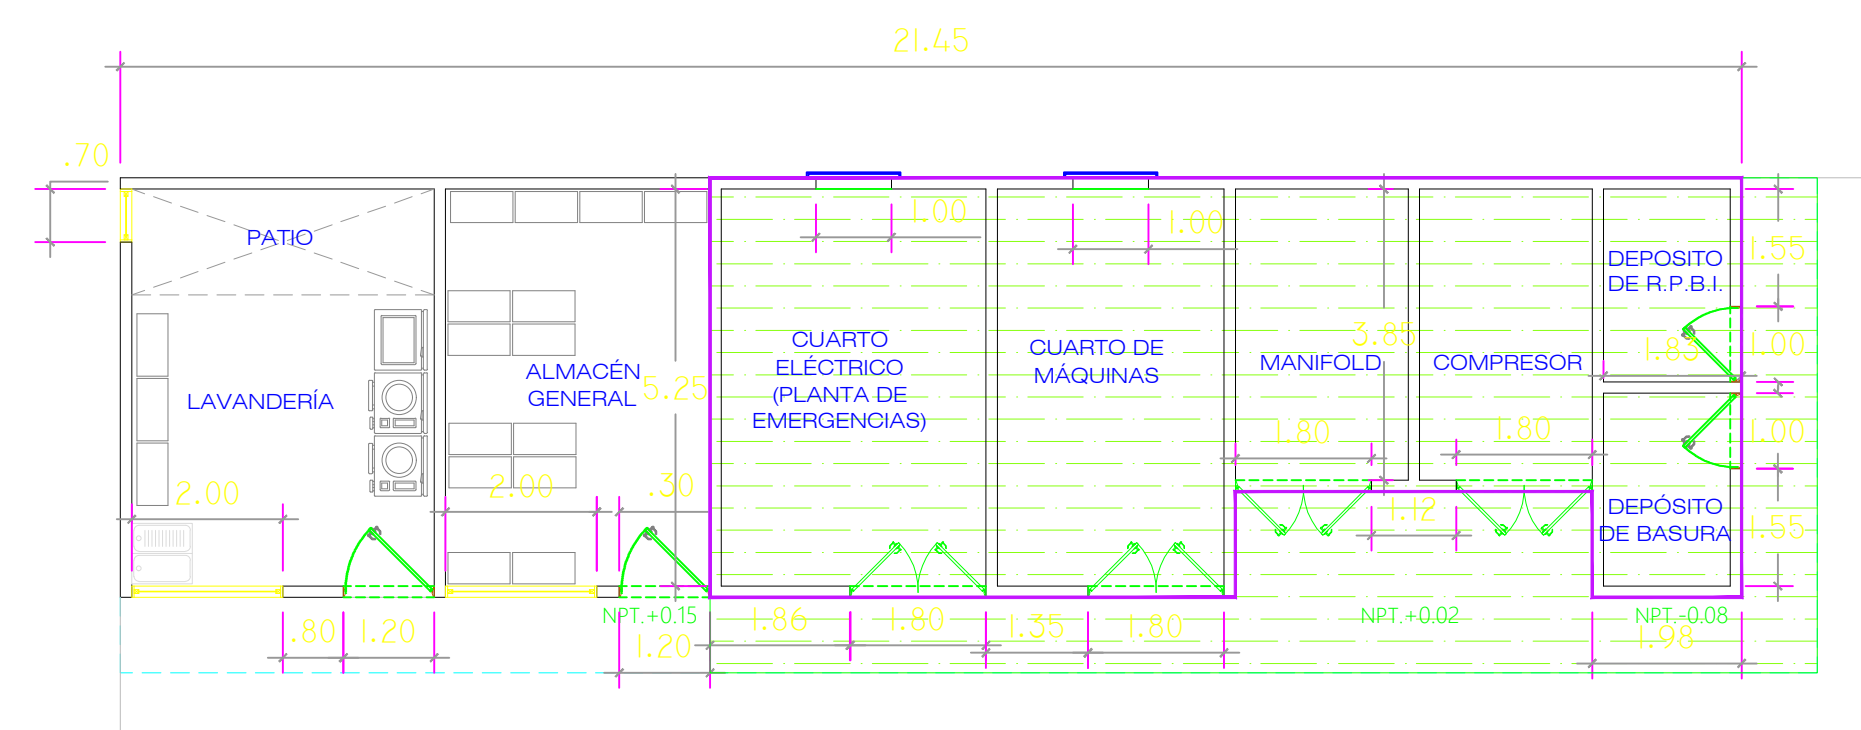 21.45
.70
PATIO
1.00
1.00
1.55
DEPOSITO
DE R.P.B.I.
CUARTO
ELÉCTRICO
(PLANTA DE
EMERGENCIAS)
CUARTO DE
MÁQUINAS
3.85
MANIFOLD
COMPRESOR
1.83
1.00
ALMACÉN
GENERAL
5.25
LAVANDERÍA
1.80
1.80
1.00
2.00
2.00
.30
1.12
DEPÓSITO
DE BASURA
1.55
NPT.+0.15
NPT.+0.02
NPT.-0.08
.80
1.20
1.20
1.86
1.80
1.35
1.80
1.98